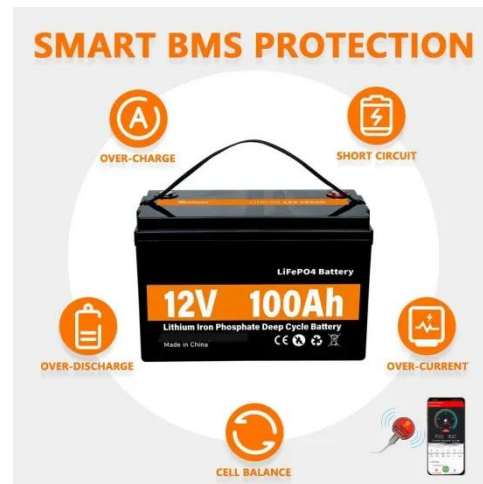 SMART BMS PROTECTION
OVER-CHARGE
SHORT CIRCUIT
LiFePO4 Battery
12V 100Ah
Lithium Iron Phosphate Deep Cycle Battery
Made in China
CE
OVER-DISCHARGE
OVER-CURRENT
CELL BALANCE